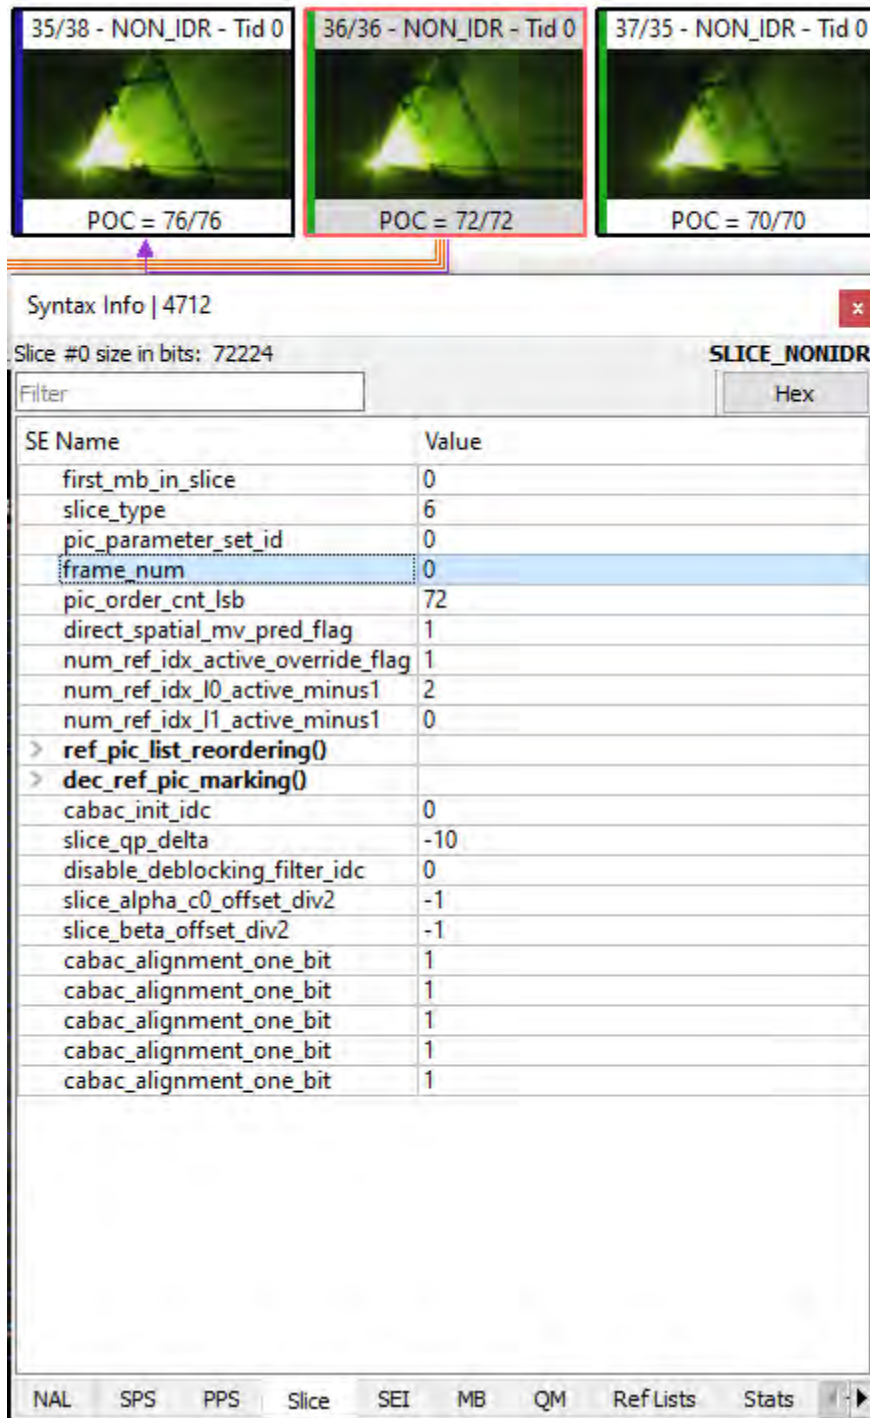 35/38 - NON_IDR - Tid 0 36/36 - NON_IDR - Tid 0 37/35 - NON_IDR - Tid 0
POC = 76/76 POC = 72/72 POC = 70/70
Syntax Info | 4712 x
Slice #0 size in bits: 72224 SLICE_NONIDR
Filter Hex
SE Name Value
first_mb_in_slice 0
slice_type 6
pic_parameter_set_id 0
frame_num 0
pic_order_cnt_lsb 72
direct_spatial_mv_pred_flag 1
num_ref_idx_active_override_flag 1
num_ref_idx_l0_active_minus1 2
num_ref_idx_l1_active_minus1 0
> ref_pic_list_reordering()
> dec_ref_pic_marking()
cabac_init_idc 0
slice_qp_delta -10
disable_deblocking_filter_idc 0
slice_alpha_c0_offset_div2 -1
slice_beta_offset_div2 -1
cabac_alignment_one_bit 1
cabac_alignment_one_bit 1
cabac_alignment_one_bit 1
cabac_alignment_one_bit 1
cabac_alignment_one_bit 1
NAL SPS PPS Slice SEI MB QM Ref Lists Stats